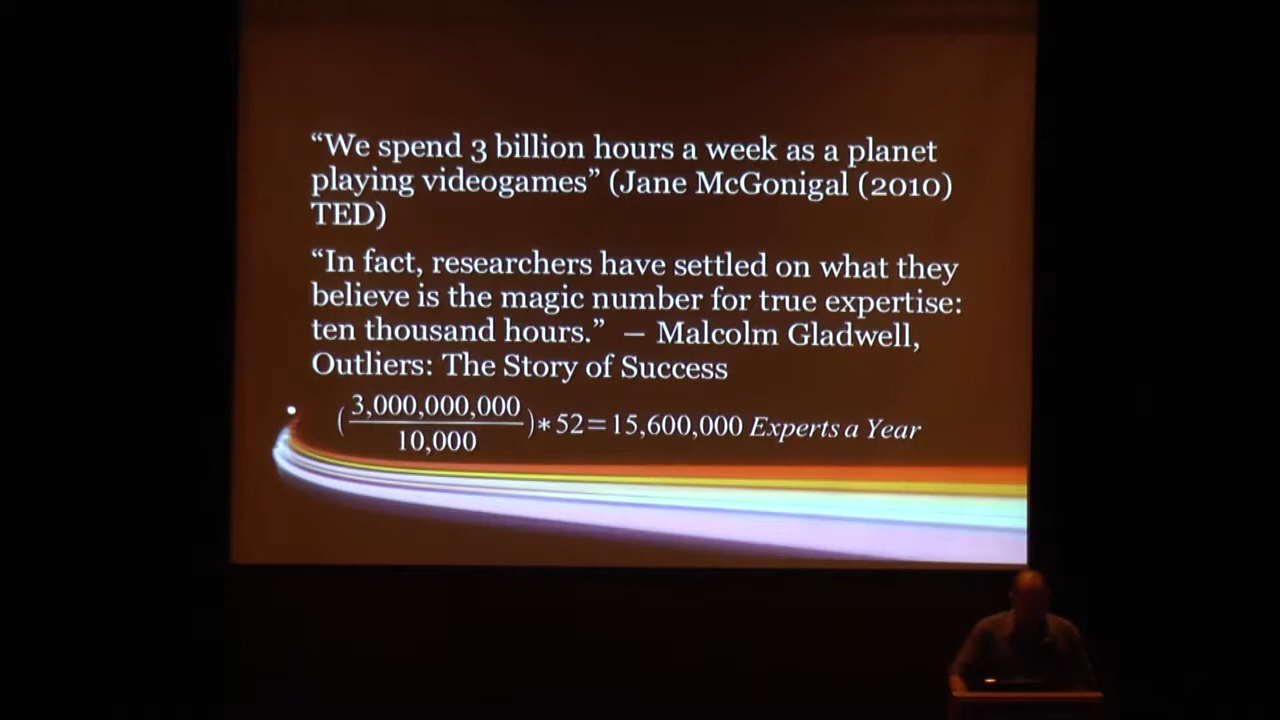 “We spend 3 billion hours a week as a planet
playing videogames” (Jane McGonigal (2010)
TED)
“In fact, researchers have settled on what they
believe is the magic number for true expertise:
ten thousand hours.” — Malcolm Gladwell,
Outliers: The Story of Success
(3,000,000,000/10,000)*52=15,600,000 Experts a Year